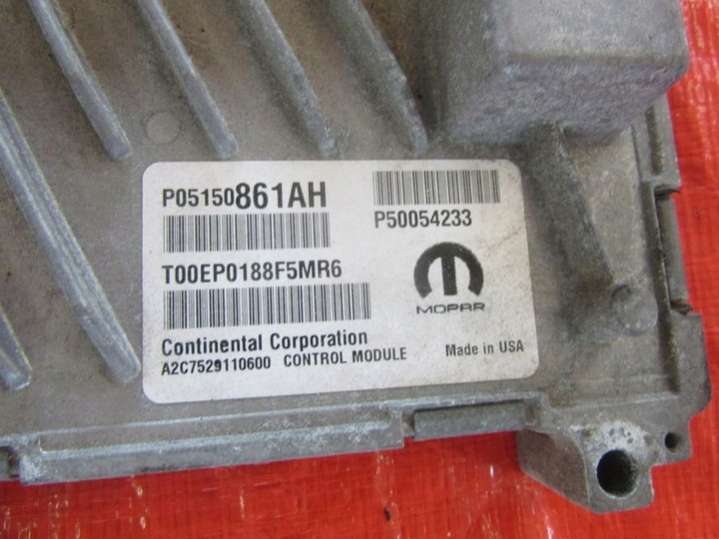 P05150861AH
P50054233
T00EP0188F5MR6
MOPAR
Continental Corporation
A2C7529110600 CONTROL MODULE Made in USA